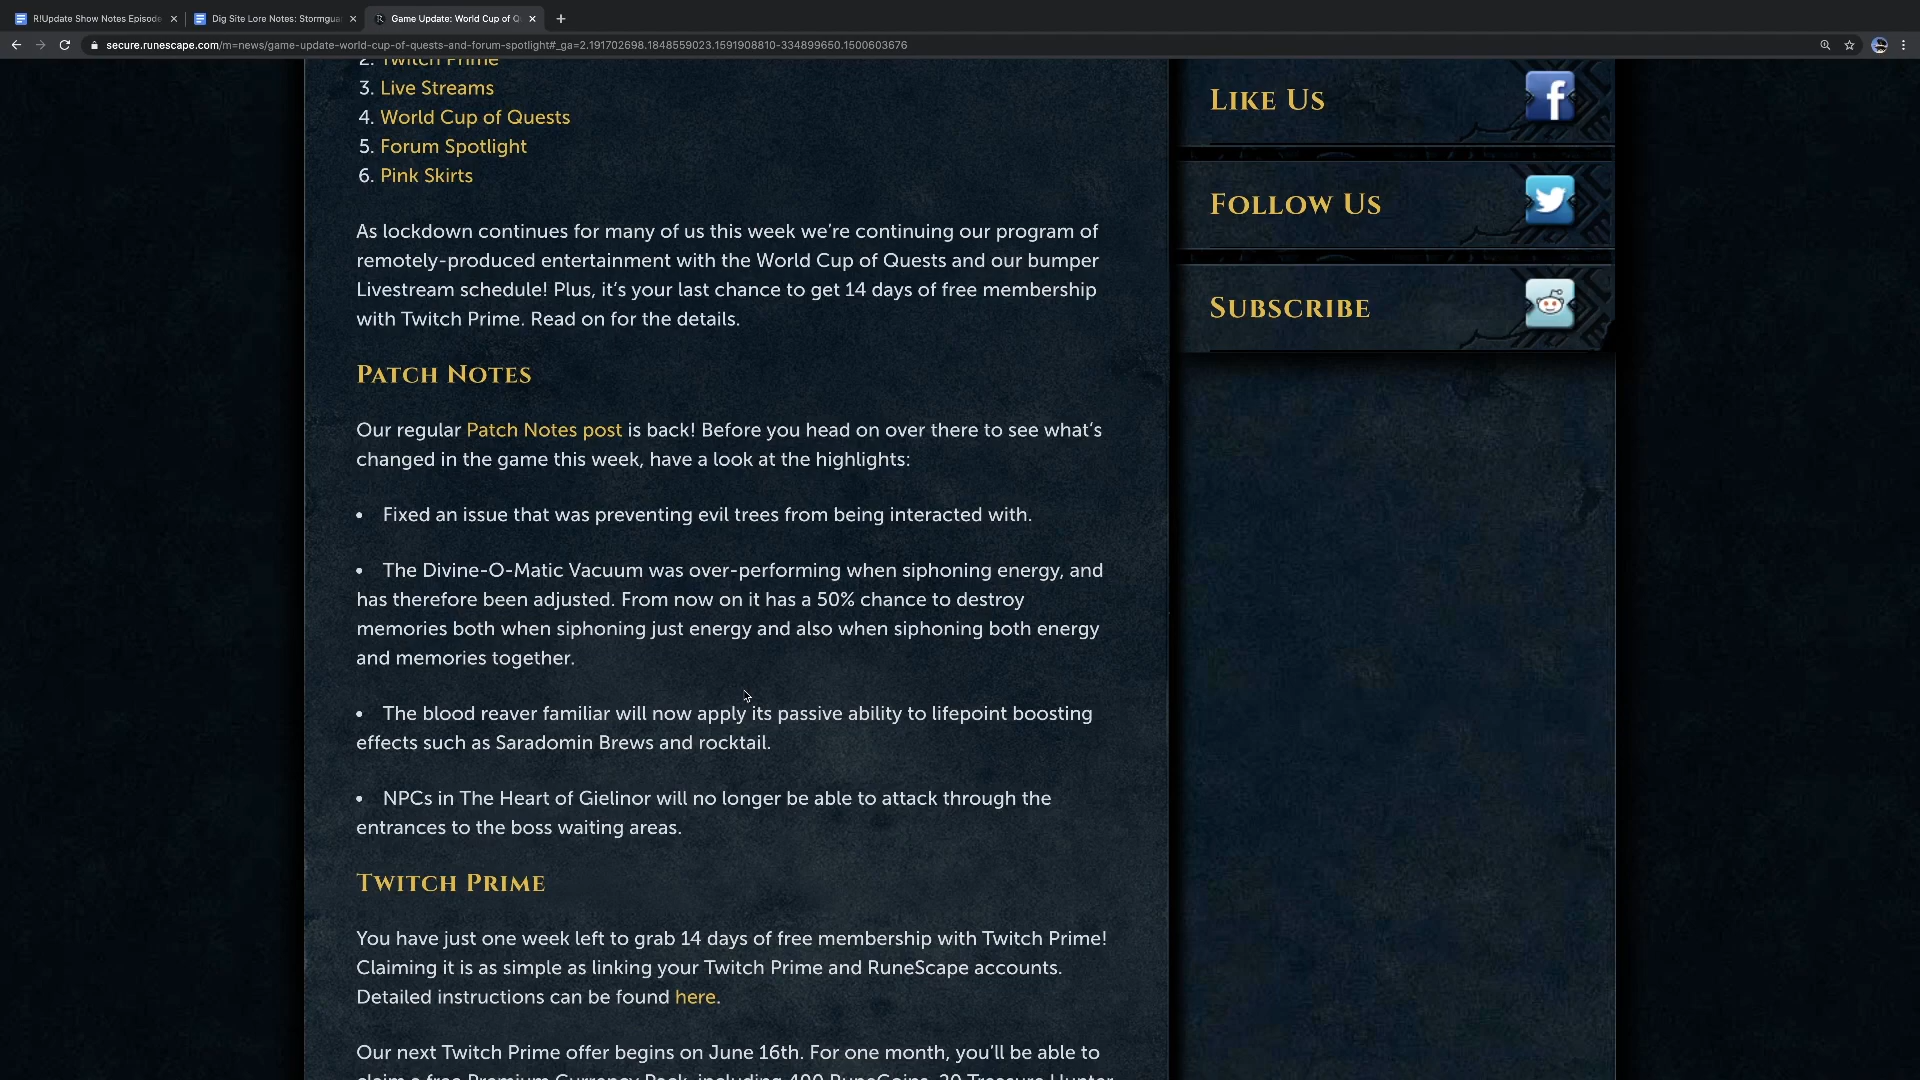 R!Update Show Notes Episode
Dig Site Lore Notes: Stormgua
Game Update: World Cup of Q
secure.runescape.com/m=news/game-update-world-cup-of-quests-and-forum-spotlight#_ga=2.191702698.1848559023.1591908810-334899650.1500603676
2. Twitch Prime
3. Live Streams
4. World Cup of Quests
5. Forum Spotlight
6. Pink Skirts
As lockdown continues for many of us this week we’re continuing our program of
remotely-produced entertainment with the World Cup of Quests and our bumper
Livestream schedule! Plus, it’s your last chance to get 14 days of free membership
with Twitch Prime. Read on for the details.
Patch Notes
Our regular Patch Notes post is back! Before you head on over there to see what’s
changed in the game this week, have a look at the highlights:
• Fixed an issue that was preventing evil trees from being interacted with.
• The Divine-O-Matic Vacuum was over-performing when siphoning energy, and
has therefore been adjusted. From now on it has a 50% chance to destroy
memories both when siphoning just energy and also when siphoning both energy
and memories together.
• The blood reaver familiar will now apply its passive ability to lifepoint boosting
effects such as Saradomin Brews and rocktail.
• NPCs in The Heart of Gielinor will no longer be able to attack through the
entrances to the boss waiting areas.
Twitch Prime
You have just one week left to grab 14 days of free membership with Twitch Prime!
Claiming it is as simple as linking your Twitch Prime and RuneScape accounts.
Detailed instructions can be found here.
Our next Twitch Prime offer begins on June 16th. For one month, you’ll be able to
claim a free Premium Currency Pack, including 400 RuneCoins, 20 Treasure Hunter
Like Us
Follow Us
Subscribe